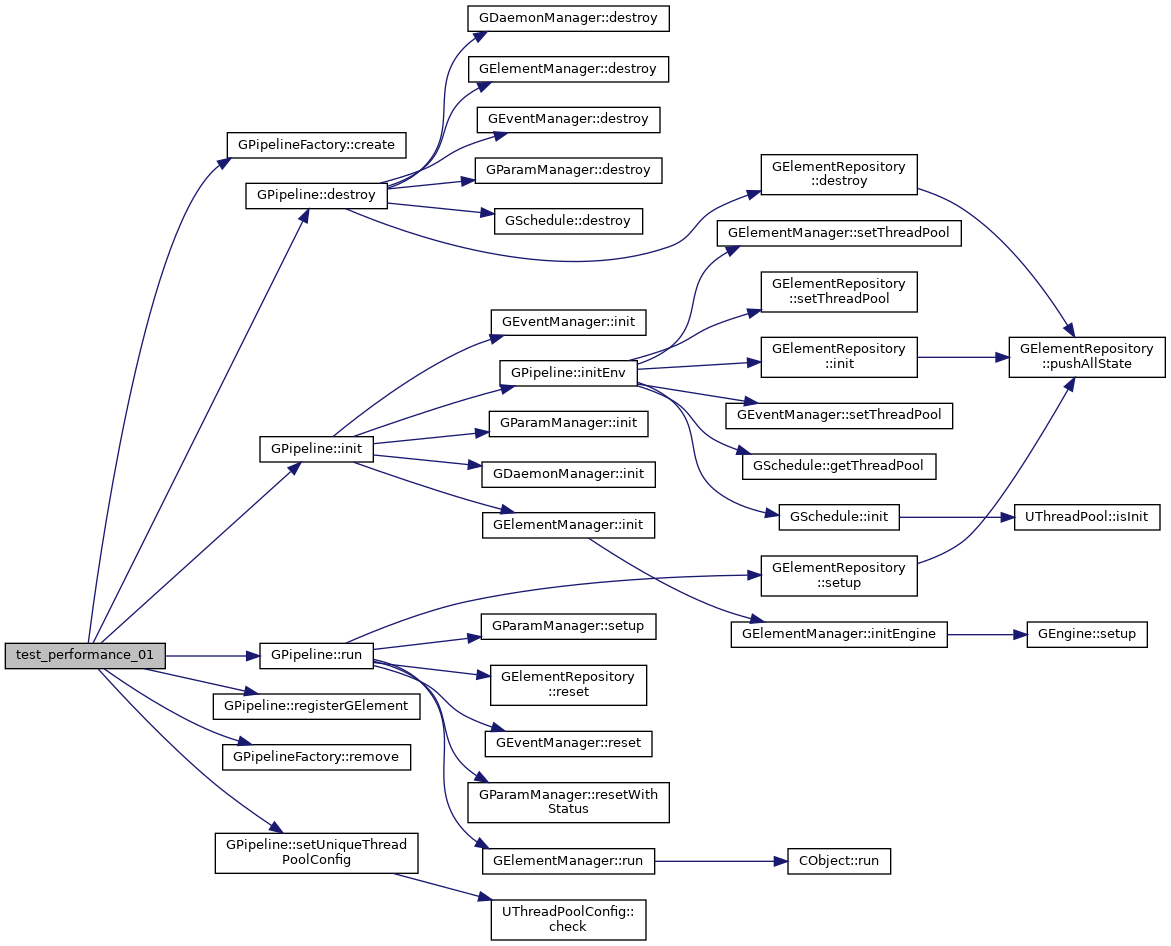 test_performance_01
GPipelineFactory::create
GPipeline::destroy
GDaemonManager::destroy
GElementManager::destroy
GEventManager::destroy
GParamManager::destroy
GSchedule::destroy
GElementRepository
::destroy
GElementRepository
::pushAllState
GPipeline::init
GEventManager::init
GPipeline::initEnv
GElementManager::setThreadPool
GElementRepository
::setThreadPool
GElementRepository
::init
GEventManager::setThreadPool
GSchedule::getThreadPool
GSchedule::init
UThreadPool::isInit
GParamManager::init
GDaemonManager::init
GElementManager::init
GElementManager::initEngine
GEngine::setup
GPipeline::run
GElementRepository
::setup
GParamManager::setup
GElementRepository
::reset
GEventManager::reset
GParamManager::resetWith
Status
GElementManager::run
CObject::run
GPipeline::registerGElement
GPipelineFactory::remove
GPipeline::setUniqueThread
PoolConfig
UThreadPoolConfig::
check